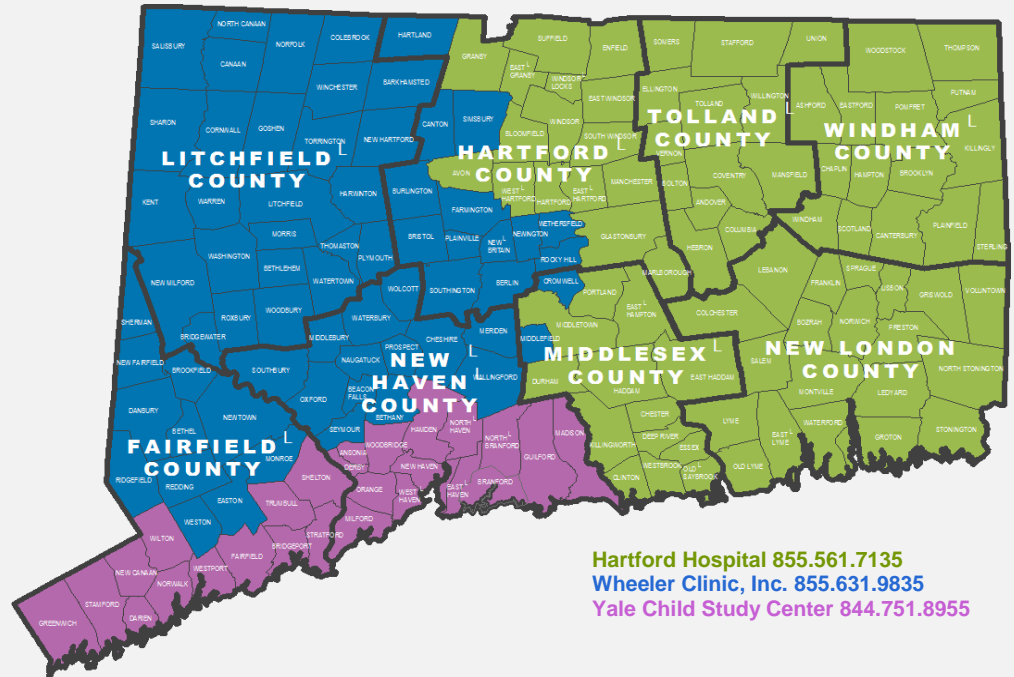 NORTH CANAAN
COLEBROOK
HARTLAND
SALISBURY
NORFOLK
CANAAN
SUFFIELD
ENFIELD
SOMERS
STAFFORD
UNION
WOODSTOCK
THOMPSON
GRANBY
EAST
GRANBY
L
WINDSOR
LOCKS
WINCHESTER
BARKHAMSTED
EAST WINDSOR
ELLINGTON
TOLLAND
WILLINGTON
ASHFORD
EASTFORD
POMFRET
PUTNAM
SHARON
CORNWALL
GOSHEN
TORRINGTON
L
NEW HARTFORD
CANTON
SIMSBURY
BLOOMFIELD
WINDSOR
SOUTH WINDSOR
L
TOLLAND
COUNTY
L
WINDHAM
COUNTY
L
KILLINGLY
LITCHFIELD
COUNTY
HARTFORD
COUNTY
VERNON
AVON
WEST
HARTFORD
HARTFORD
EAST
HARTFORD
MANCHESTER
BOLTON
COVENTRY
MANSFIELD
CHAPLIN
HAMPTON
BROOKLYN
KENT
WARREN
LITCHFIELD
HARWINTON
BURLINGTON
FARMINGTON
ANDOVER
COLUMBIA
WINDHAM
SCOTLAND
CANTERBURY
PLAINFIELD
STERLING
MORRIS
BRISTOL
PLAINVILLE
NEW
BRITAIN
L
NEWINGTON
WETHERSFIELD
GLASTONBURY
HEBRON
WASHINGTON
BETHLEHEM
THOMASTON
PLYMOUTH
WATERTOWN
ROCKY HILL
MARLBOROUGH
LEBANON
SPRAGUE
NEW MILFORD
WOLCOTT
SOUTHINGTON
BERLIN
CROMWELL
PORTLAND
FRANKLIN
LISBON
GRISWOLD
VOLUNTOWN
SHERMAN
ROXBURY
WOODBURY
WATERBURY
EAST
HAMPTON
L
COLCHESTER
BOZRAH
NORWICH
PRESTON
BRIDGEWATER
MIDDLEBURY
PROSPECT
CHESHIRE
MERIDEN
MIDDLETOWN
MIDDLEFIELD
NEW FAIRFIELD
BROOKFIELD
SOUTHBURY
NAUGATUCK
NEW
HAVEN
COUNTY
L
WALLINGFORD
L
MIDDLESEX
COUNTY
L
SALEM
NEW LONDON
COUNTY
NORTH STONINGTON
DANBURY
OXFORD
BEACON
FALLS
BETHANY
DURHAM
HADDAM
EAST HADDAM
MONTVILLE
LEDYARD
BETHEL
NEWTOWN
SEYMOUR
HAMDEN
NORTH
HAVEN
L
CHESTER
DEEP RIVER
ESSEX
LYME
EAST
LYME
L
WATERFORD
GROTON
STONINGTON
FAIRFIELD
COUNTY
L
MONROE
ANSONIA
WOODBRIDGE
DERBY
NORTH
BRANFORD
L
GUILFORD
MADISON
KILLINGWORTH
RIDGEFIELD
REDDING
SHELTON
ORANGE
NEW HAVEN
WEST
HAVEN
L
EAST
HAVEN
L
BRANFORD
CLINTON
WESTBROOK
OLD
SAYBROOK
L
OLD LYME
EASTON
TRUMBULL
MILFORD
WESTON
STRATFORD
WILTON
FAIRFIELD
BRIDGEPORT
NEW CANAAN
WESTPORT
NORWALK
STAMFORD
DARIEN
GREENWICH
Hartford Hospital 855.561.7135
Wheeler Clinic, Inc. 855.631.9835
Yale Child Study Center 844.751.8955